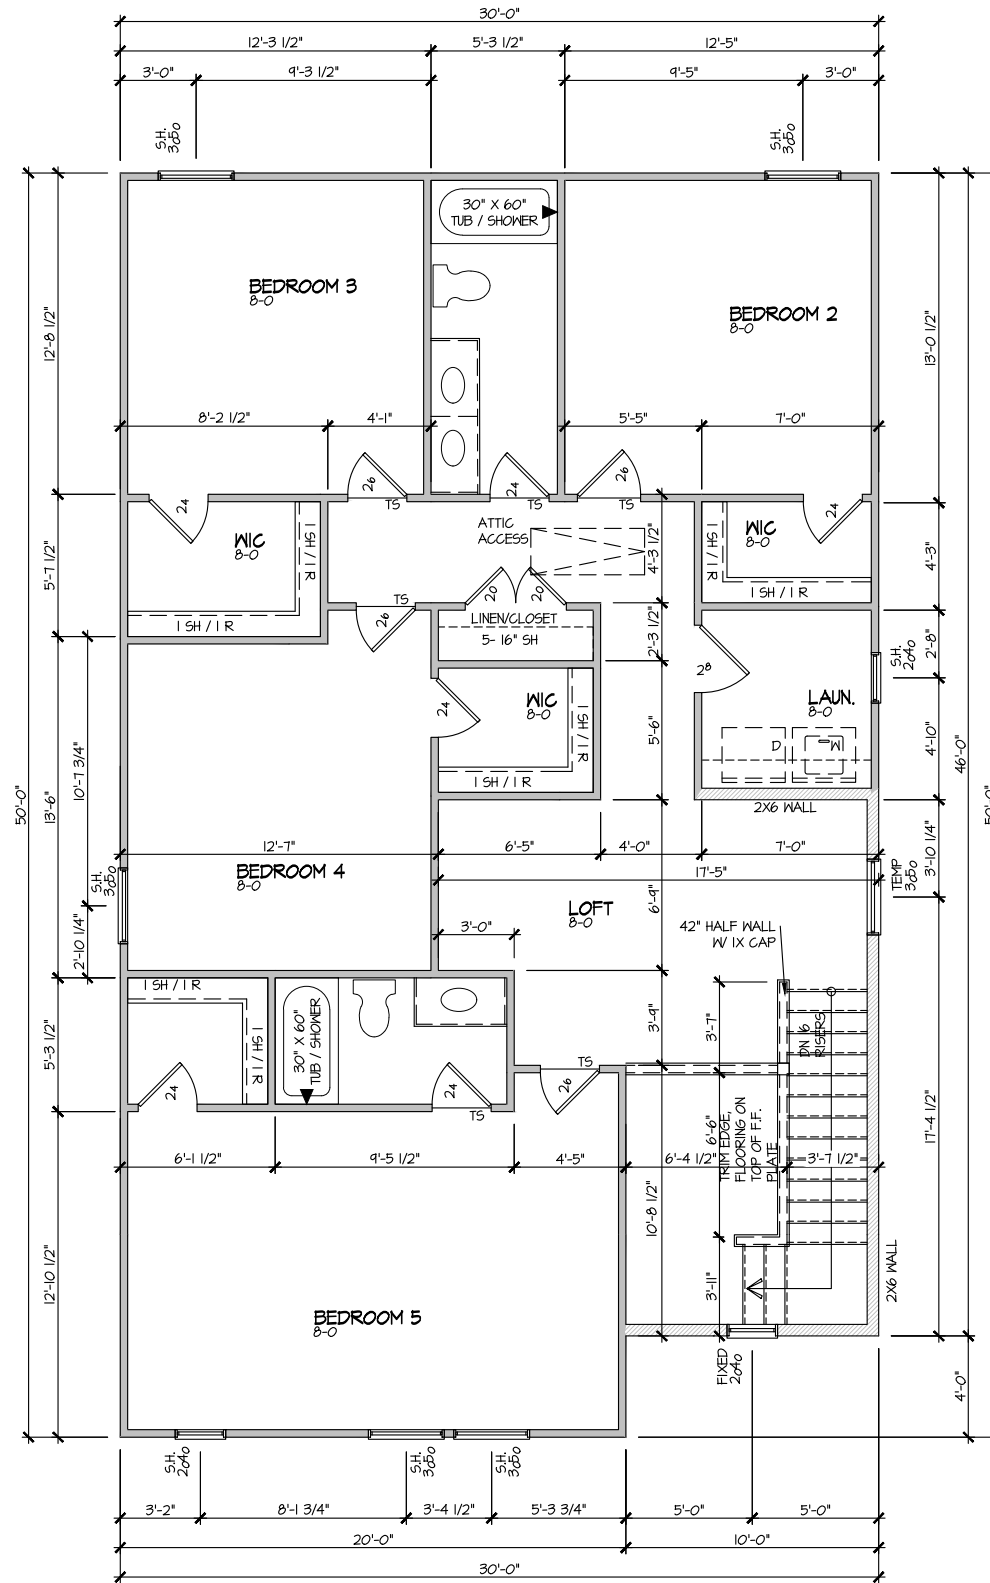 30'-0"
12'-3 1/2" 5'-3 1/2" 12'-5"
3'-0" 9'-3 1/2" 9'-5" 3'-0"
S.H.
3050
S.H.
3050
30" X 60"
TUB / SHOWER
BEDROOM 3
8-0
BEDROOM 2
8-0
12'-8 1/2"
13'-0 1/2"
8'-2 1/2" 4'-1" 5'-5" 7'-0"
24
26
24
26
24
TS
TS
TS
WIC
8-0
1 SH / 1 R
1 SH / 1 R
ATTIC
ACCESS
4'-3 1/2"
WIC
8-0
1 SH / 1 R
1 SH / 1 R
5'-7 1/2"
4'-3"
TS
26
20
20
LINEN/CLOSET
5- 16" SH
2'-3 1/2"
28
S.H.
2040
2'-8"
24
WIC
8-0
1 SH / 1 R
1 SH / 1 R
5'-6"
LAUN.
8-0
D
W
4'-10"
46'-0"
50'-0"
50'-0"
13'-6"
10'-7 3/4"
2X6 WALL
12'-7" 6'-5" 4'-0" 7'-0"
17'-5"
3'-10 1/4"
TEMP
3050
BEDROOM 4
8-0
S.H.
3050
2'-10 1/4"
LOFT
8-0
6'-9"
3'-0"
42" HALF WALL
W/ 1X CAP
1 SH / 1 R
1 SH / 1 R
30" X 60"
TUB / SHOWER
3'-9"
3'-7"
DN 16
RISERS
5'-3 1/2"
24
24
TS
TS
26
6'-6"
TRIM EDGE,
FLOORING ON
TOP OF F.F.
PLATE
17'-4 1/2"
6'-1 1/2" 9'-5 1/2" 4'-5" 6'-4 1/2" 3'-7 1/2"
10'-8 1/2"
12'-10 1/2"
3'-11"
2X6 WALL
BEDROOM 5
8-0
FIXED
2040
4'-0"
S.H.
2040
S.H.
3050
S.H.
3050
3'-2" 8'-1 3/4" 3'-4 1/2" 5'-3 3/4" 5'-0" 5'-0"
20'-0" 10'-0"
30'-0"